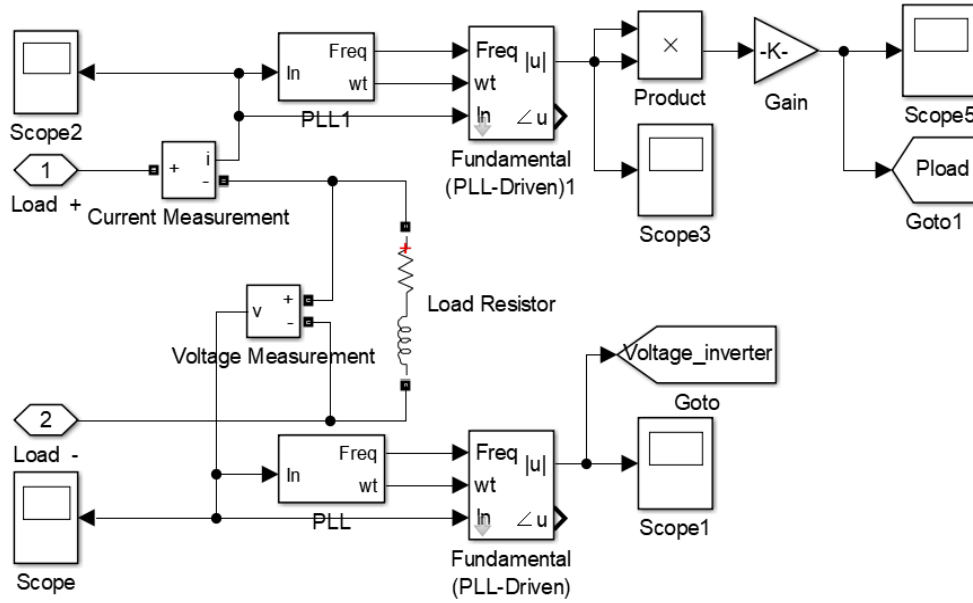 Scope2
In
Freq
wt
PLL1
Freq
wt
In
|u|
∠u
Fundamental
(PLL-Driven)1
×
Product
-K-
Gain
Scope5
Pload
Goto1
Scope3
1
Load +
+
i
-
Current Measurement
v
+
-
Voltage Measurement
+
Load Resistor
Voltage_inverter
Goto
2
Load -
Scope
In
Freq
wt
PLL
Freq
wt
In
|u|
∠u
Fundamental
(PLL-Driven)
Scope1